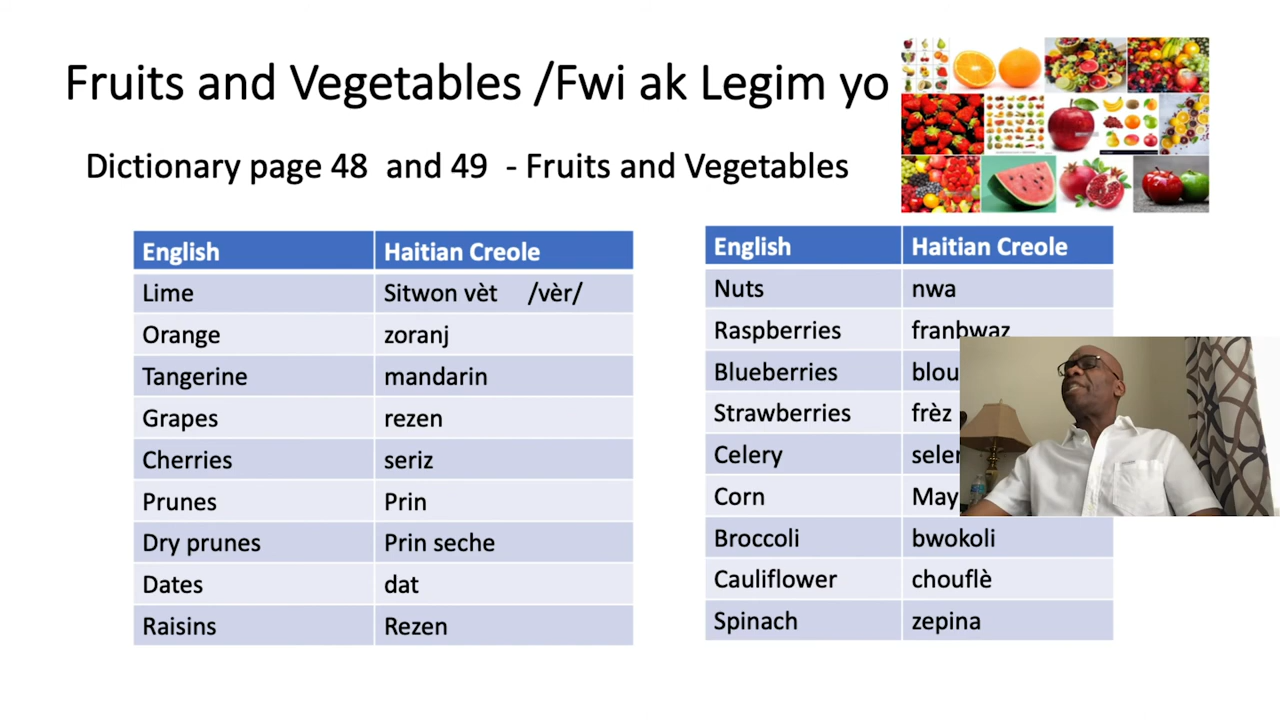 Fruits and Vegetables /Fwi ak Legim yo
Dictionary page 48 and 49 - Fruits and Vegetables
English Haitian Creole
Lime Sitwon vèt /vèr/
Orange zoranj
Tangerine mandarin
Grapes rezen
Cherries seriz
Prunes Prin
Dry prunes Prin seche
Dates dat
Raisins Rezen
English Haitian Creole
Nuts nwa
Raspberries franbwaz
Blueberries
Strawberries frèz
Celery
Corn
Broccoli bwokoli
Cauliflower chouflè
Spinach zepina